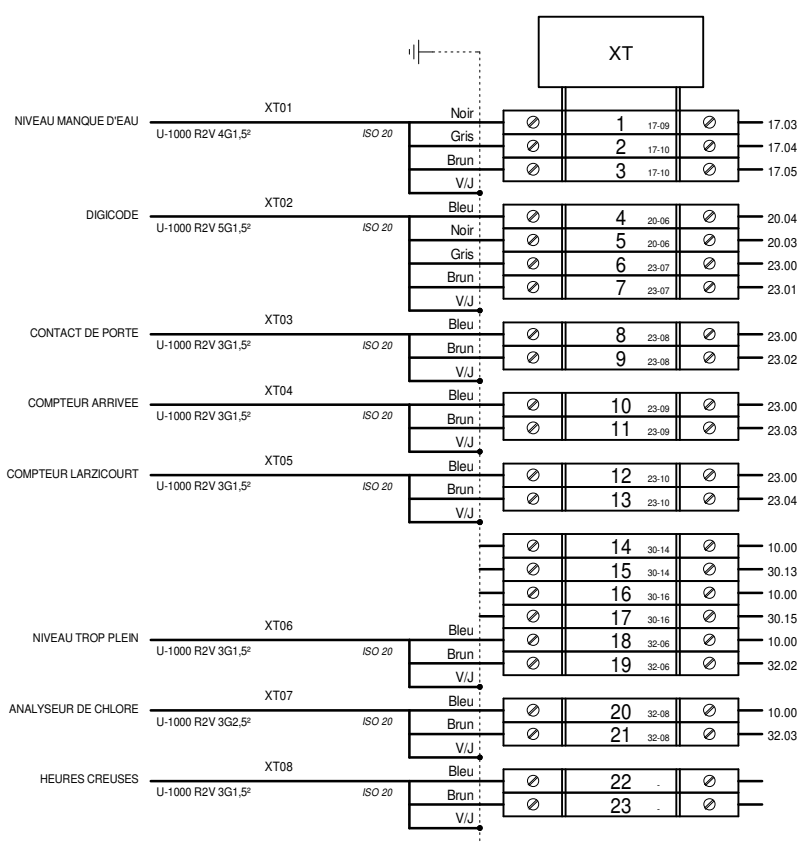 XT
XT01
NIVEAU MANQUE D'EAU
U-1000 R2V 4G1,5²
ISO 20
Noir
1 17-09 17.03
Gris
2 17-10 17.04
Brun
3 17-10 17.05
V/J
XT02
DIGICODE
U-1000 R2V 5G1,5²
ISO 20
Bleu
4 20-06 20.04
Noir
5 20-06 20.03
Gris
6 23-07 23.00
Brun
7 23-07 23.01
V/J
XT03
CONTACT DE PORTE
U-1000 R2V 3G1,5²
ISO 20
Bleu
8 23-08 23.00
Brun
9 23-08 23.02
V/J
XT04
COMPTEUR ARRIVEE
U-1000 R2V 3G1,5²
ISO 20
Bleu
10 23-09 23.00
Brun
11 23-09 23.03
V/J
XT05
COMPTEUR LARZICOURT
U-1000 R2V 3G1,5²
ISO 20
Bleu
12 23-10 23.00
Brun
13 23-10 23.04
V/J
14 30-14 10.00
15 30-14 30.13
16 30-16 10.00
17 30-16 30.15
XT06
NIVEAU TROP PLEIN
U-1000 R2V 3G1,5²
ISO 20
Bleu
18 32-06 10.00
Brun
19 32-06 32.02
V/J
XT07
ANALYSEUR DE CHLORE
U-1000 R2V 3G2,5²
ISO 20
Bleu
20 32-08 10.00
Brun
21 32-08 32.03
V/J
XT08
HEURES CREUSES
U-1000 R2V 3G1,5²
ISO 20
Bleu
22 -
Brun
23 -
V/J